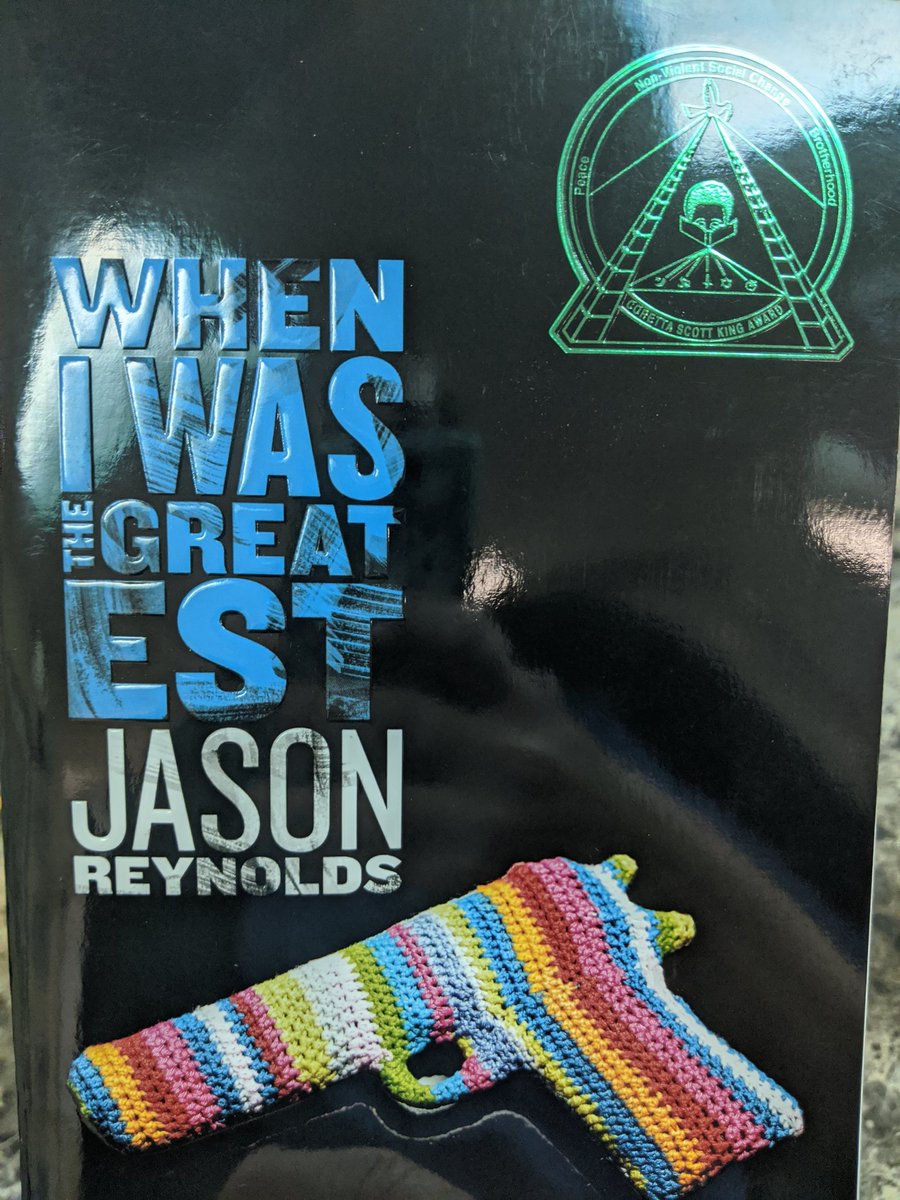 Non-Violent Social Change
Peace
Brotherhood
CORETTA SCOTT KING AWARD
WHEN
I WAS
THE GREAT
EST
JASON
REYNOLDS